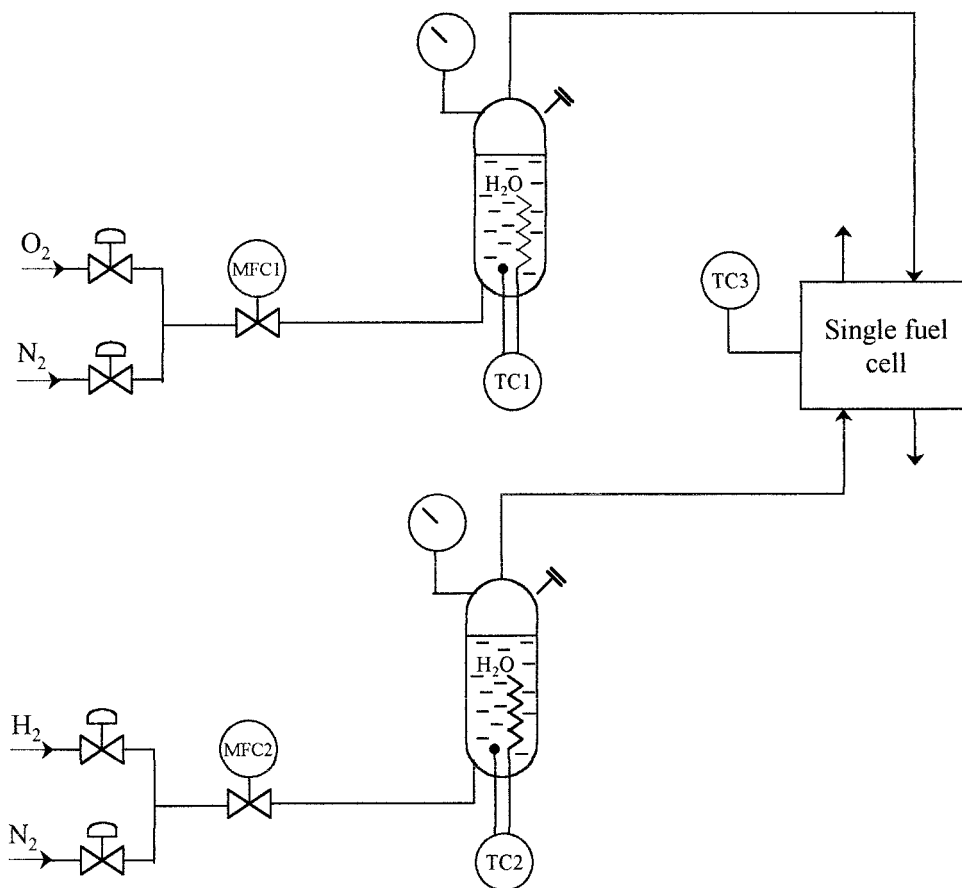 H₂O
O₂
MFC1
TC3
Single fuel
cell
N₂
TC1
H₂O
H₂
MFC2
N₂
TC2